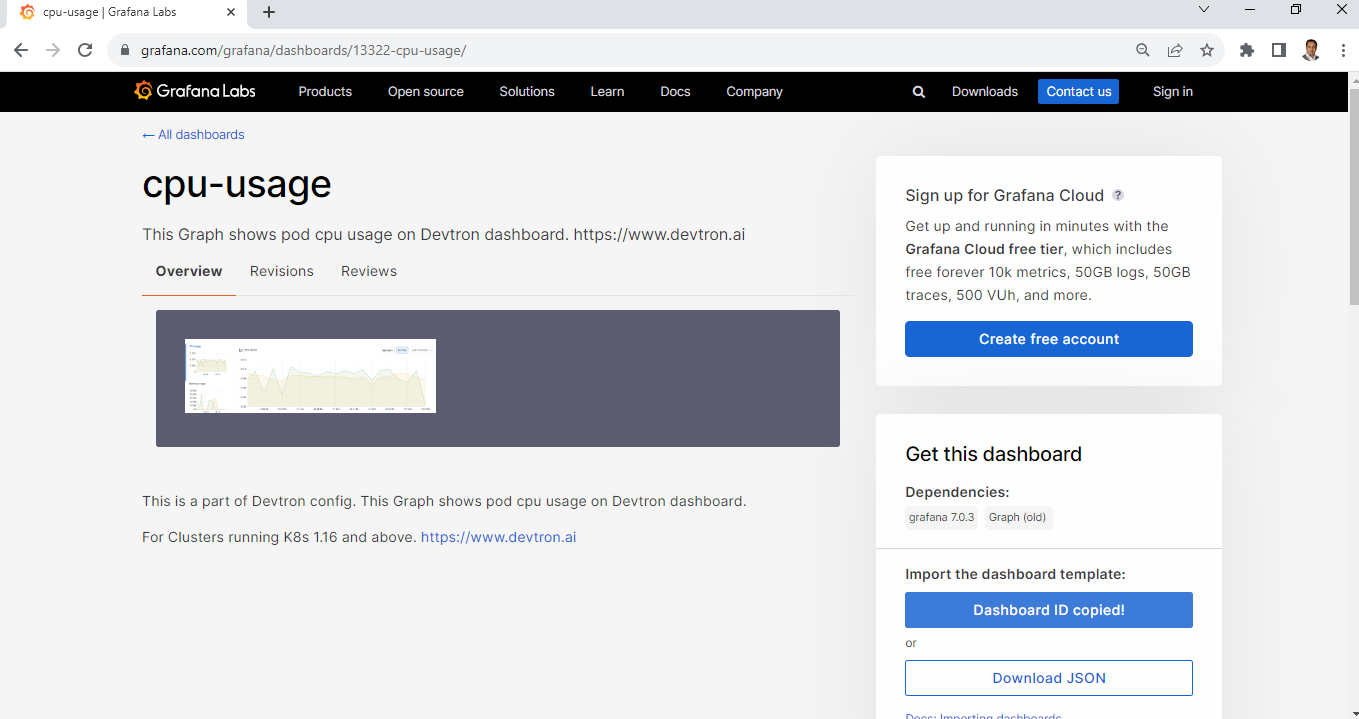 cpu-usage | Grafana Labs
grafana.com/grafana/dashboards/13322-cpu-usage/
Grafana Labs Products Open source Solutions Learn Docs Company Downloads Contact us Sign in
← All dashboards
cpu-usage
This Graph shows pod cpu usage on Devtron dashboard. https://www.devtron.ai
Overview Revisions Reviews
This is a part of Devtron config. This Graph shows pod cpu usage on Devtron dashboard.
For Clusters running K8s 1.16 and above. https://www.devtron.ai
Sign up for Grafana Cloud ?
Get up and running in minutes with the
Grafana Cloud free tier, which includes
free forever 10k metrics, 50GB logs, 50GB
traces, 500 VUh, and more.
Create free account
Get this dashboard
Dependencies:
grafana 7.0.3 Graph (old)
Import the dashboard template:
Dashboard ID copied!
or
Download JSON
Docs: Importing dashboards